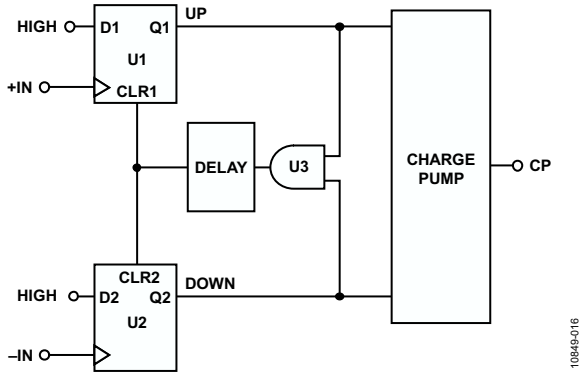 UP
HIGH D1 Q1
U1
+IN
CLR1
DELAY U3
CHARGE
PUMP
CP
CLR2
DOWN
HIGH D2 Q2
U2
–IN
10849-016